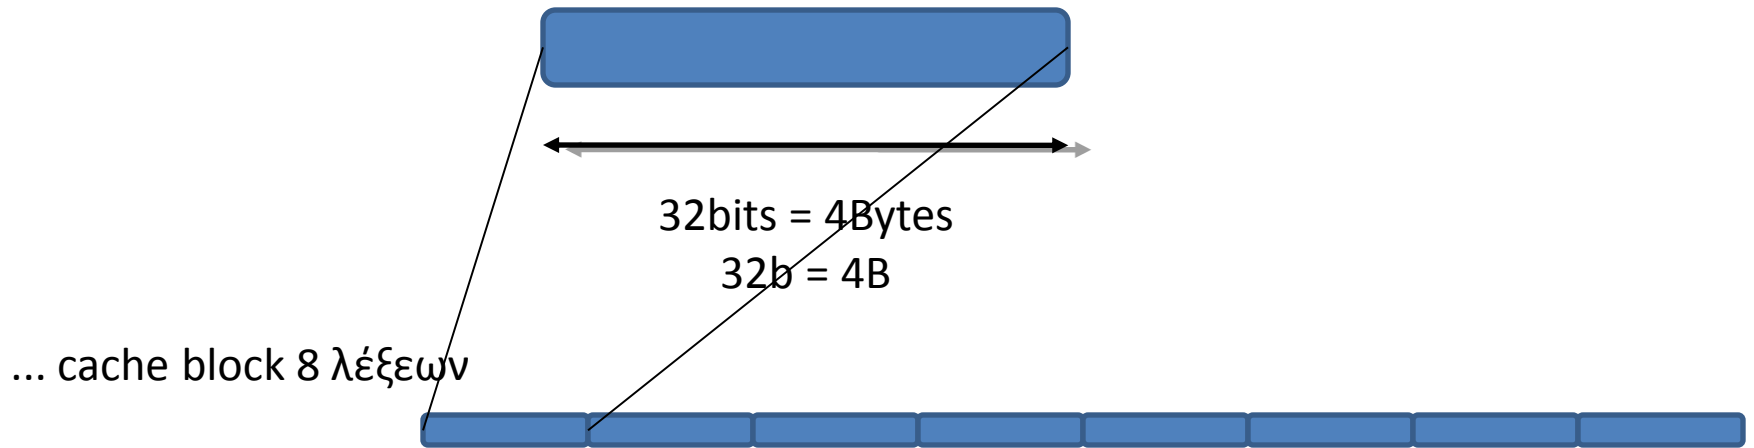 32bits = 4Bytes
32b = 4B
... cache block 8 λέξεων